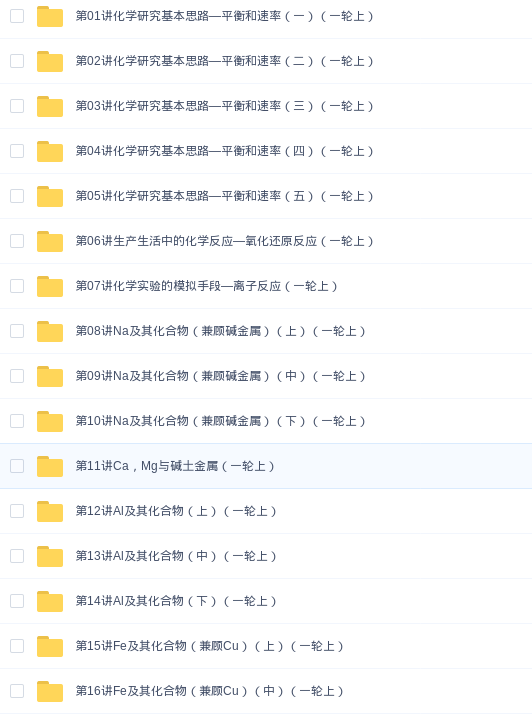 第01讲化学研究基本思路—平衡和速率（一）（一轮上）
第02讲化学研究基本思路—平衡和速率（二）（一轮上）
第03讲化学研究基本思路—平衡和速率（三）（一轮上）
第04讲化学研究基本思路—平衡和速率（四）（一轮上）
第05讲化学研究基本思路—平衡和速率（五）（一轮上）
第06讲生产生活中的化学反应—氧化还原反应（一轮上）
第07讲化学实验的模拟手段—离子反应（一轮上）
第08讲Na及其化合物（兼顾碱金属）（上）（一轮上）
第09讲Na及其化合物（兼顾碱金属）（中）（一轮上）
第10讲Na及其化合物（兼顾碱金属）（下）（一轮上）
第11讲Ca，Mg与碱土金属（一轮上）
第12讲Al及其化合物（上）（一轮上）
第13讲Al及其化合物（中）（一轮上）
第14讲Al及其化合物（下）（一轮上）
第15讲Fe及其化合物（兼顾Cu）（上）（一轮上）
第16讲Fe及其化合物（兼顾Cu）（中）（一轮上）